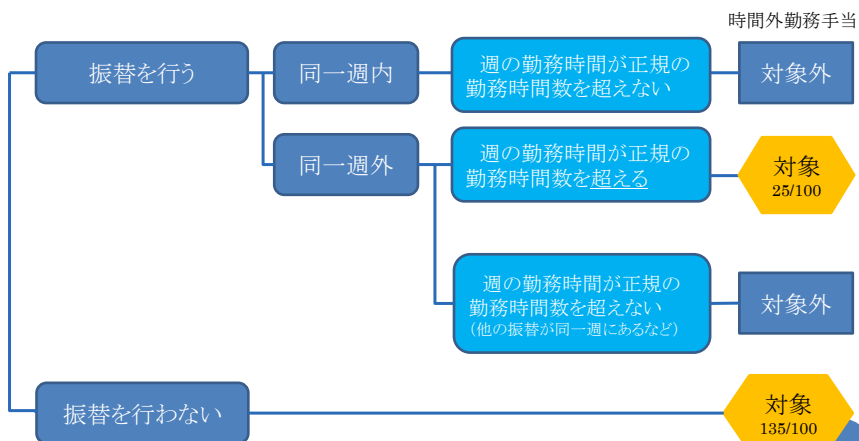 時間外勤務手当
振替を行う
同一週内
週の勤務時間が正規の
勤務時間数を超えない
対象外
同一週外
週の勤務時間が正規の
勤務時間数を超える
対象
25/100
週の勤務時間が正規の
勤務時間数を超えない
(他の振替が同一週にあるなど)
対象外
振替を行わない
対象
135/100